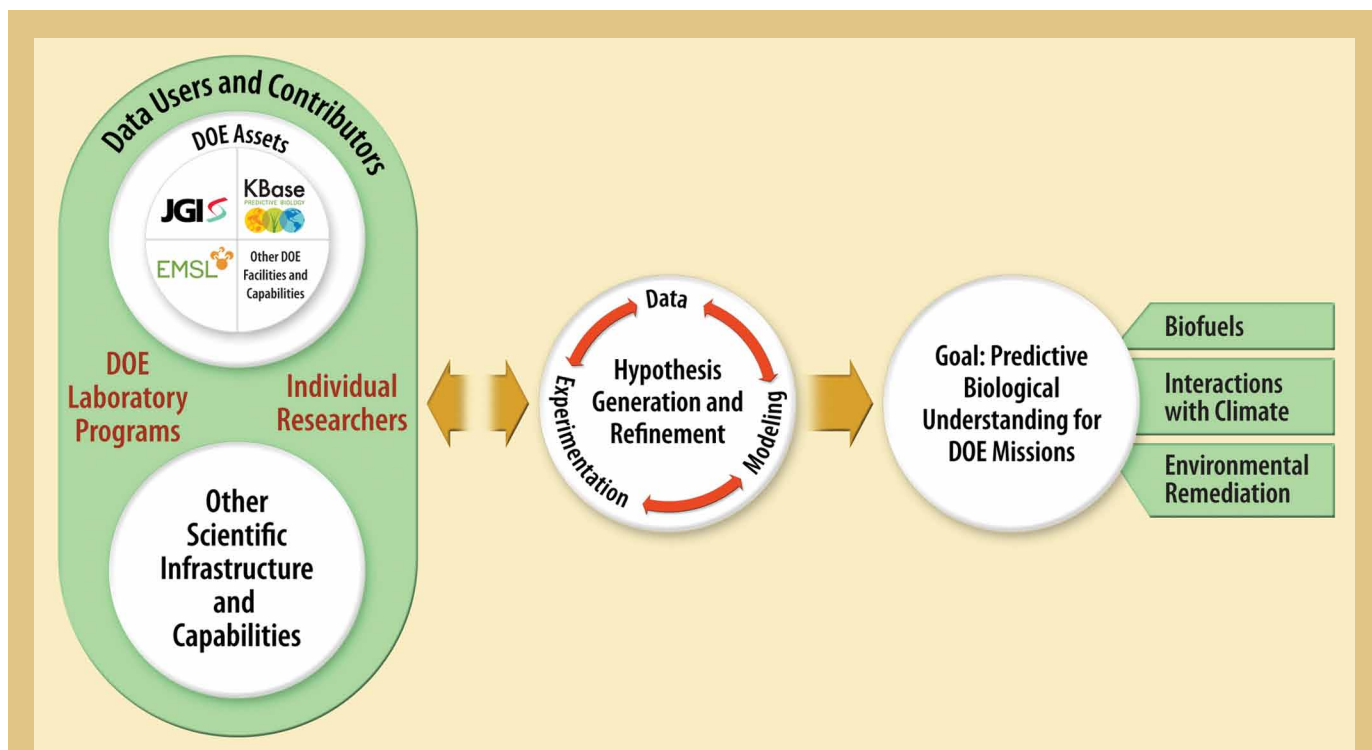 Data Users and Contributors
DOE Assets
JGI
KBase
PREDICTIVE BIOLOGY
EMSL
Other DOE
Facilities and
Capabilities
DOE
Laboratory
Programs
Individual
Researchers
Other
Scientific
Infrastructure
and
Capabilities
Data
Experimentation
Modeling
Hypothesis
Generation and
Refinement
Goal: Predictive
Biological
Understanding for
DOE Missions
Biofuels
Interactions
with Climate
Environmental
Remediation